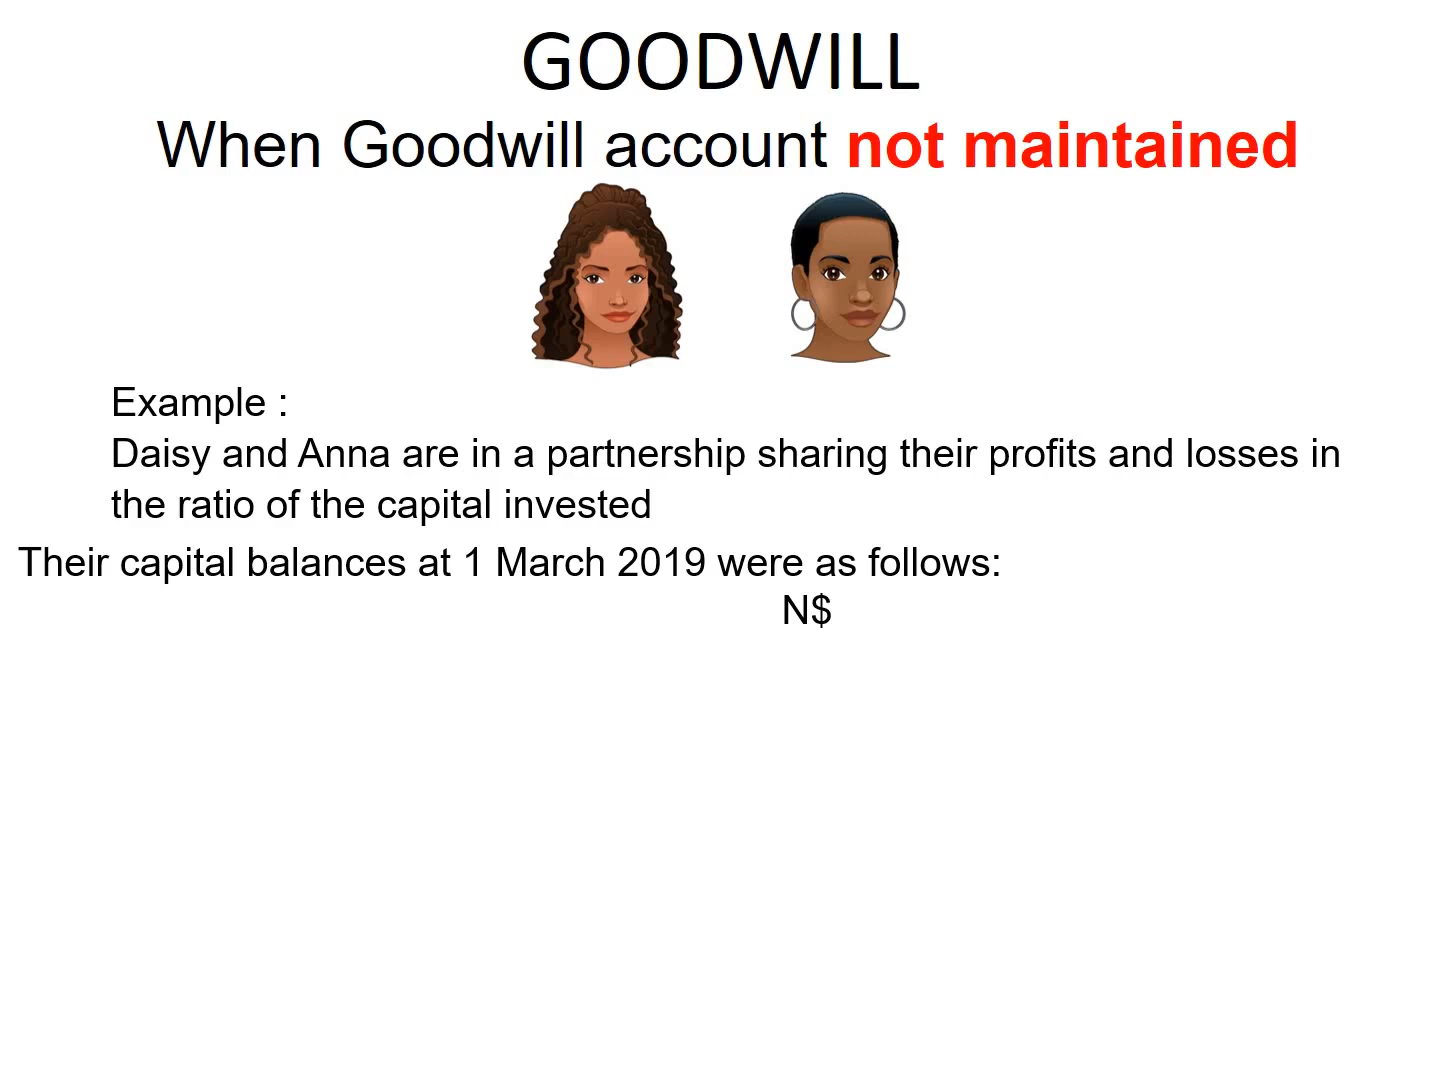 GOODWILL
When Goodwill account not maintained
Example :
Daisy and Anna are in a partnership sharing their profits and losses in
the ratio of the capital invested
Their capital balances at 1 March 2019 were as follows:
N$